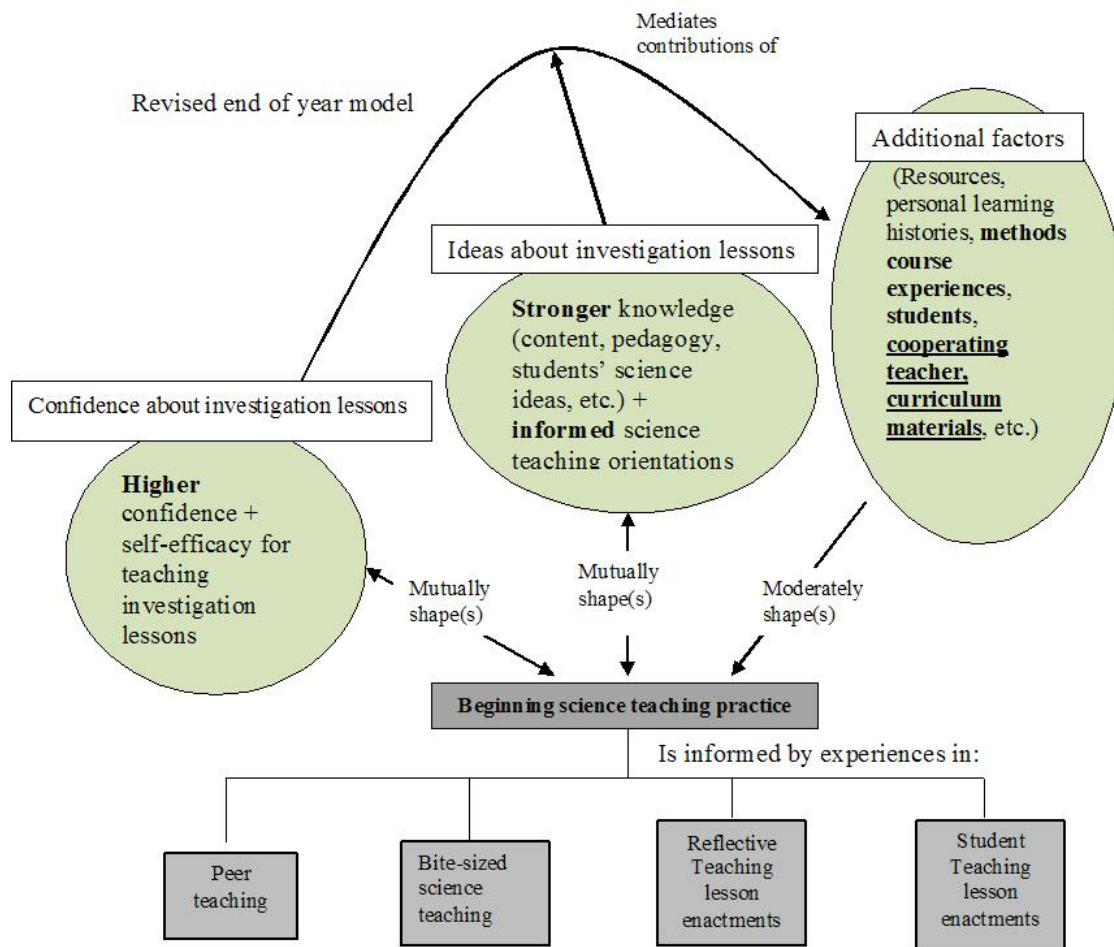 Mediates
contributions of
Revised end of year model
Additional factors
(Resources,
personal learning
histories, methods
course
experiences,
students,
cooperating
teacher,
curriculum
materials, etc.)
Ideas about investigation lessons
Stronger knowledge
(content, pedagogy,
students’ science
ideas, etc.) +
informed science
teaching orientations
Confidence about investigation lessons
Higher
confidence +
self-efficacy for
teaching
investigation
lessons
Mutually
shape(s)
Mutually
shape(s)
Moderately
shape(s)
Beginning science teaching practice
Is informed by experiences in:
Peer
teaching
Bite-sized
science
teaching
Reflective
Teaching
lesson
enactments
Student
Teaching
lesson
enactments